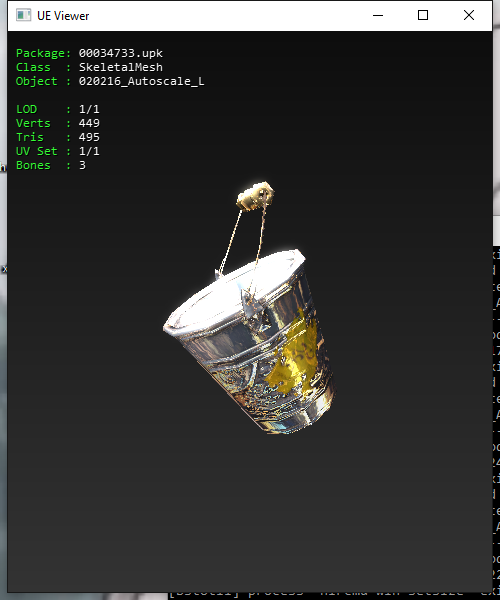 UE Viewer
Package: 00034733.upk
Class : SkeletalMesh
Object : 020216_Autoscale_L
LOD : 1/1
Verts : 449
Tris : 495
UV Set : 1/1
Bones : 3